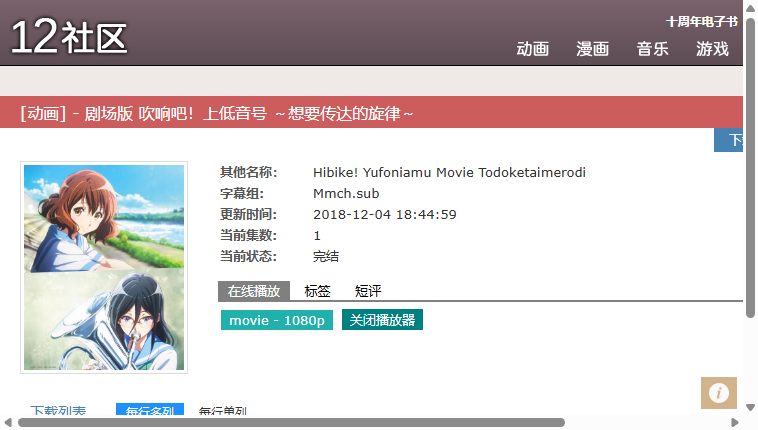 12社区
十周年电子书
动画 漫画 音乐 游戏
[动画] - 剧场版 吹响吧！上低音号 ～想要传达的旋律～
下
其他名称: Hibike! Yufoniamu Movie Todoketaimerodi
字幕组: Mmch.sub
更新时间: 2018-12-04 18:44:59
当前集数: 1
当前状态: 完结
在线播放 标签 短评
movie - 1080p 关闭播放器
下载列表 每行多列 每行单列